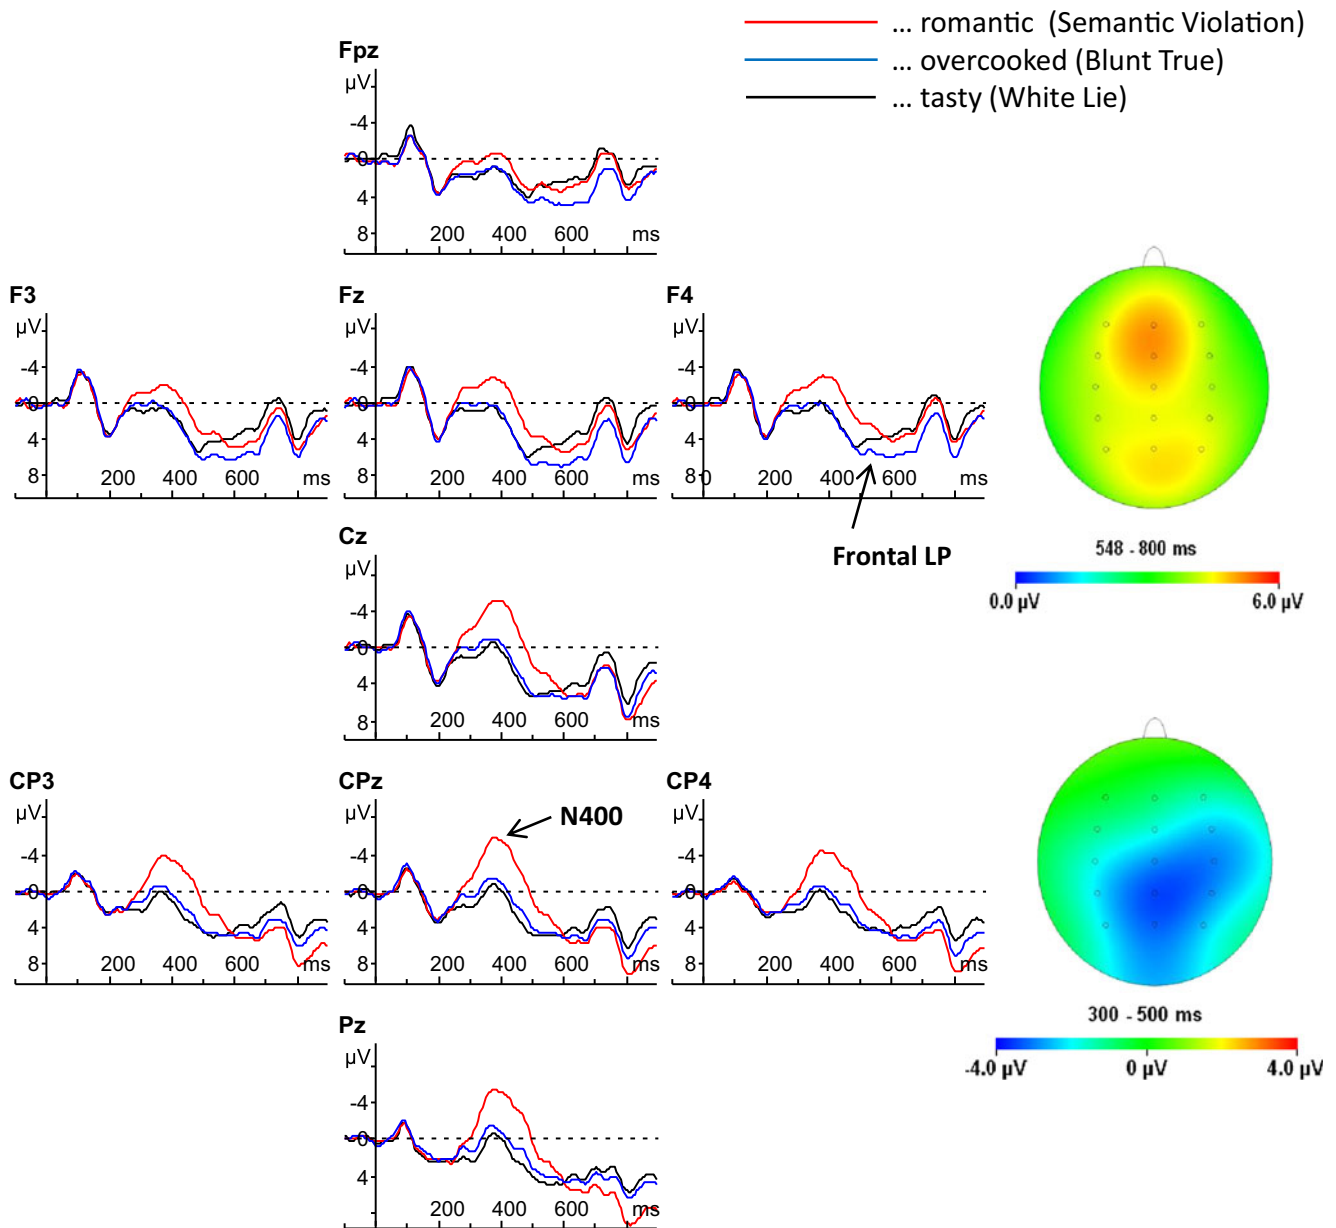 ... romantic (Semantic Violation)
... overcooked (Blunt True)
... tasty (White Lie)
Fpz
µV
-4
0
4
8
200 400 600 ms
F3
µV
-4
0
4
8
200 400 600 ms
Fz
µV
-4
0
4
8
200 400 600 ms
F4
µV
-4
0
4
8
0 200 400 600 ms
Frontal LP
548 - 800 ms
0.0 µV 6.0 µV
Cz
µV
-4
0
4
8
200 400 600 ms
CP3
µV
-4
0
4
8
200 400 600 ms
CPz
µV
N400
-4
0
4
8
200 400 600 ms
CP4
µV
-4
0
4
8
200 400 600 ms
300 - 500 ms
-4.0 µV 0 µV 4.0 µV
Pz
µV
-4
0
4
200 400 600 ms